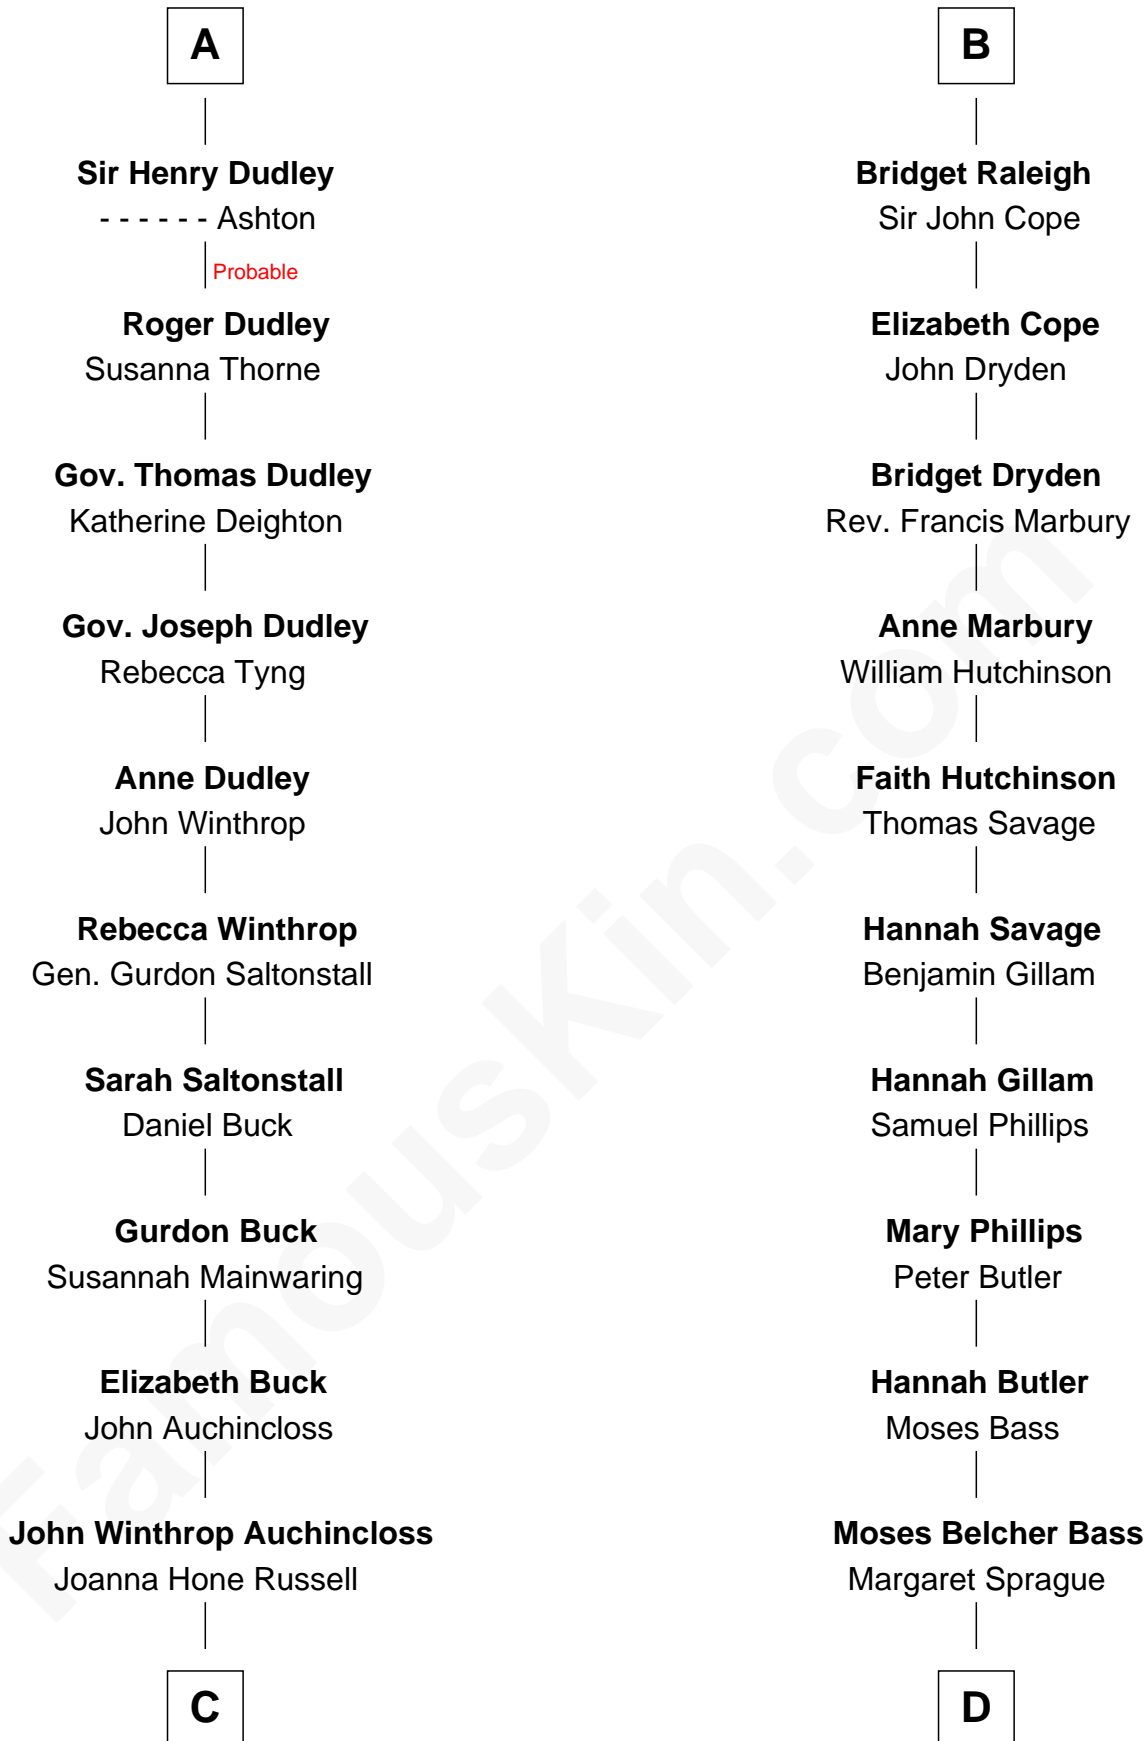 A
Sir Henry Dudley
- - - - - - Ashton
Probable
Roger Dudley
Susanna Thorne
Gov. Thomas Dudley
Katherine Deighton
Gov. Joseph Dudley
Rebecca Tyng
Anne Dudley
John Winthrop
Rebecca Winthrop
Gen. Gurdon Saltonstall
Sarah Saltonstall
Daniel Buck
Gurdon Buck
Susannah Mainwaring
Elizabeth Buck
John Auchincloss
John Winthrop Auchincloss
Joanna Hone Russell
C
B
Bridget Raleigh
Sir John Cope
Elizabeth Cope
John Dryden
Bridget Dryden
Rev. Francis Marbury
Anne Marbury
William Hutchinson
Faith Hutchinson
Thomas Savage
Hannah Savage
Benjamin Gillam
Hannah Gillam
Samuel Phillips
Mary Phillips
Peter Butler
Hannah Butler
Moses Bass
Moses Belcher Bass
Margaret Sprague
D
FamousKin.com